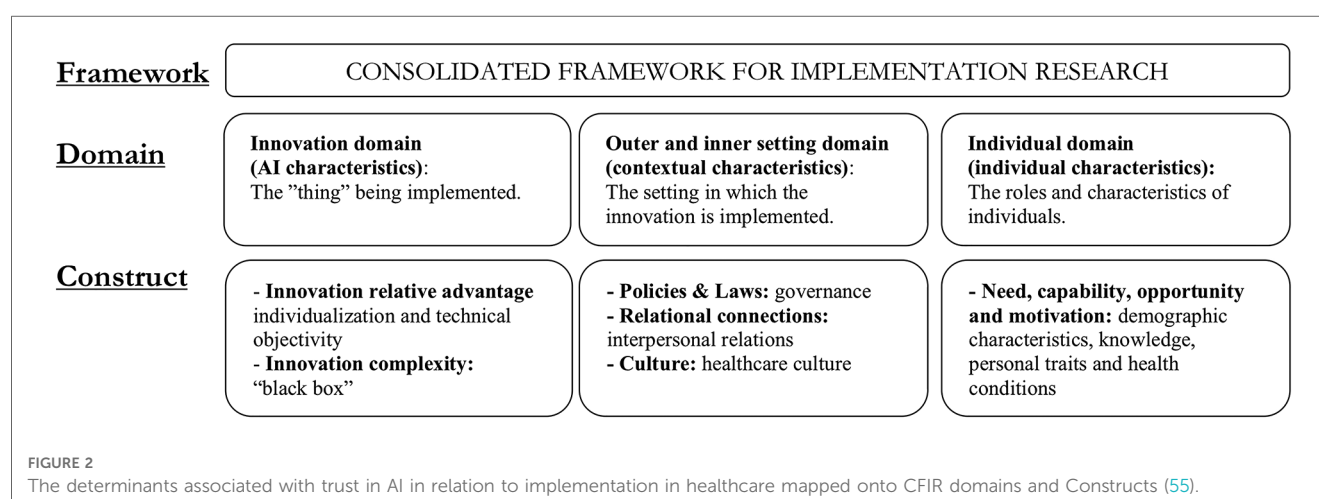 Framework
CONSOLIDATED FRAMEWORK FOR IMPLEMENTATION RESEARCH
Domain
Innovation domain
(AI characteristics):
The ”thing” being implemented.
Outer and inner setting domain
(contextual characteristics):
The setting in which the
innovation is implemented.
Individual domain
(individual characteristics):
The roles and characteristics of
individuals.
Construct
- Innovation relative advantage
individualization and technical
objectivity
- Innovation complexity:
“black box”
- Policies & Laws: governance
- Relational connections:
interpersonal relations
- Culture: healthcare culture
- Need, capability, opportunity
and motivation: demographic
characteristics, knowledge,
personal traits and health
conditions
FIGURE 2
The determinants associated with trust in AI in relation to implementation in healthcare mapped onto CFIR domains and Constructs (55).